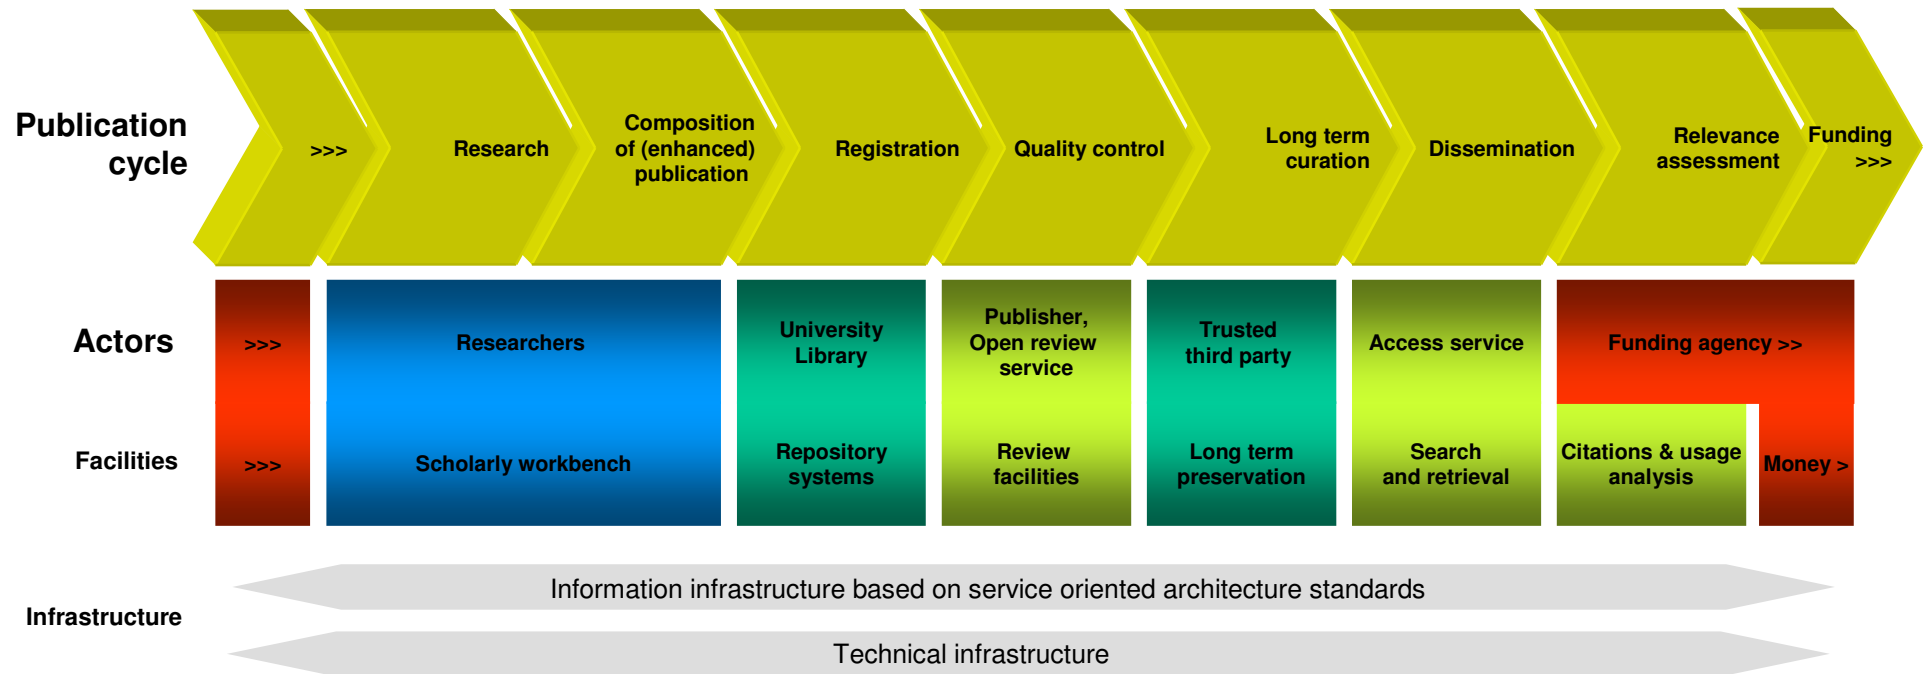 Publication
cycle
>>>
Research
Composition
of (enhanced)
publication
Registration
Quality control
Long term
curation
Dissemination
Relevance
assessment
Funding
>>>
Actors
>>>
Researchers
University
Library
Publisher,
Open review
service
Trusted
third party
Access service
Funding agency >>
Facilities
>>>
Scholarly workbench
Repository
systems
Review
facilities
Long term
preservation
Search
and retrieval
Citations & usage
analysis
Money >
Infrastructure
Information infrastructure based on service oriented architecture standards
Technical infrastructure